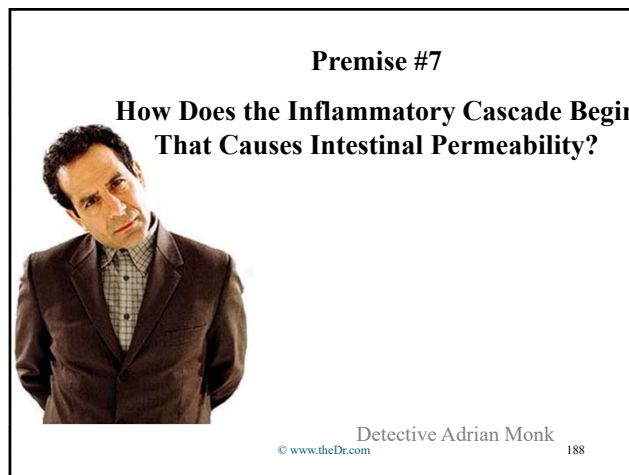 Premise #7
How Does the Inflammatory Cascade Begin
That Causes Intestinal Permeability?
Detective Adrian Monk
© www.theDr.com
188